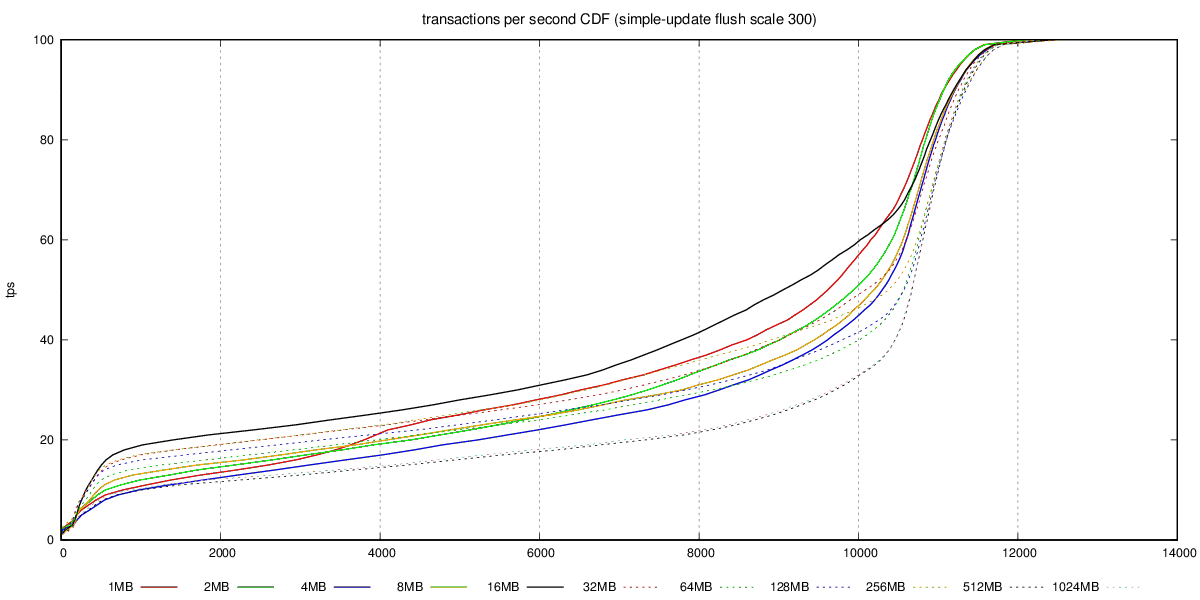 transactions per second CDF (simple-update flush scale 300)
100
80
60
40
20
0
tps
0 2000 4000 6000 8000 10000 12000 14000
1MB 2MB 4MB 8MB 16MB 32MB 64MB 128MB 256MB 512MB 1024MB